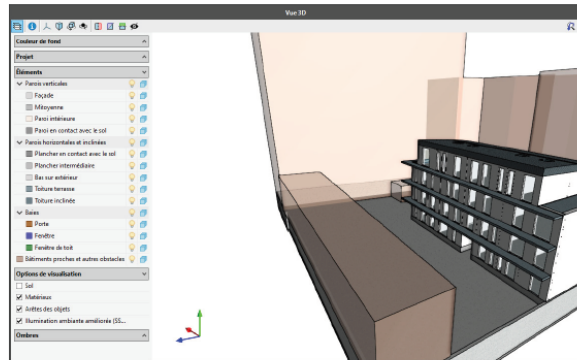 Vue 3D
Couleur de fond
Projet
Éléments
Parois verticales
Façade
Mitoyenne
Paroi intérieure
Paroi en contact avec le sol
Parois horizontales et inclinées
Plancher en contact avec le sol
Plancher intermédiaire
Bas sur extérieur
Toiture terrasse
Toiture inclinée
Baies
Porte
Fenêtre
Fenêtre de toit
Bâtiments proches et autres obstacles
Options de visualisation
Sol
Matériaux
Arêtes des objets
Illumination ambiante améliorée (SS...
Ombres